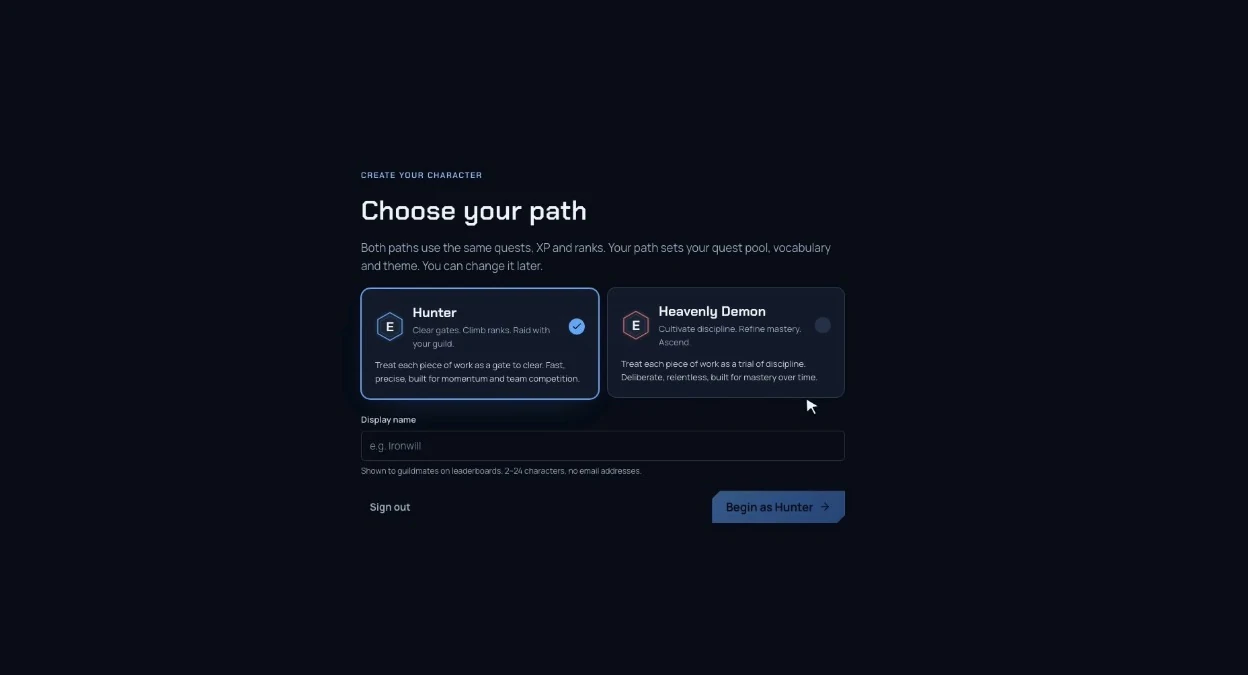 CREATE YOUR CHARACTER
Choose your path
Both paths use the same quests, XP and ranks. Your path sets your quest pool, vocabulary
and theme. You can change it later.
E
Hunter
Clear gates. Climb ranks. Raid with
your guild.
Treat each piece of work as a gate to clear. Fast,
precise, built for momentum and team competition.
E
Heavenly Demon
Cultivate discipline. Refine mastery.
Ascend.
Treat each piece of work as a trial of discipline.
Deliberate, relentless, built for mastery over time.
Display name
e.g. Ironwill
Shown to guildmates on leaderboards. 2–24 characters, no email addresses.
Sign out
Begin as Hunter →